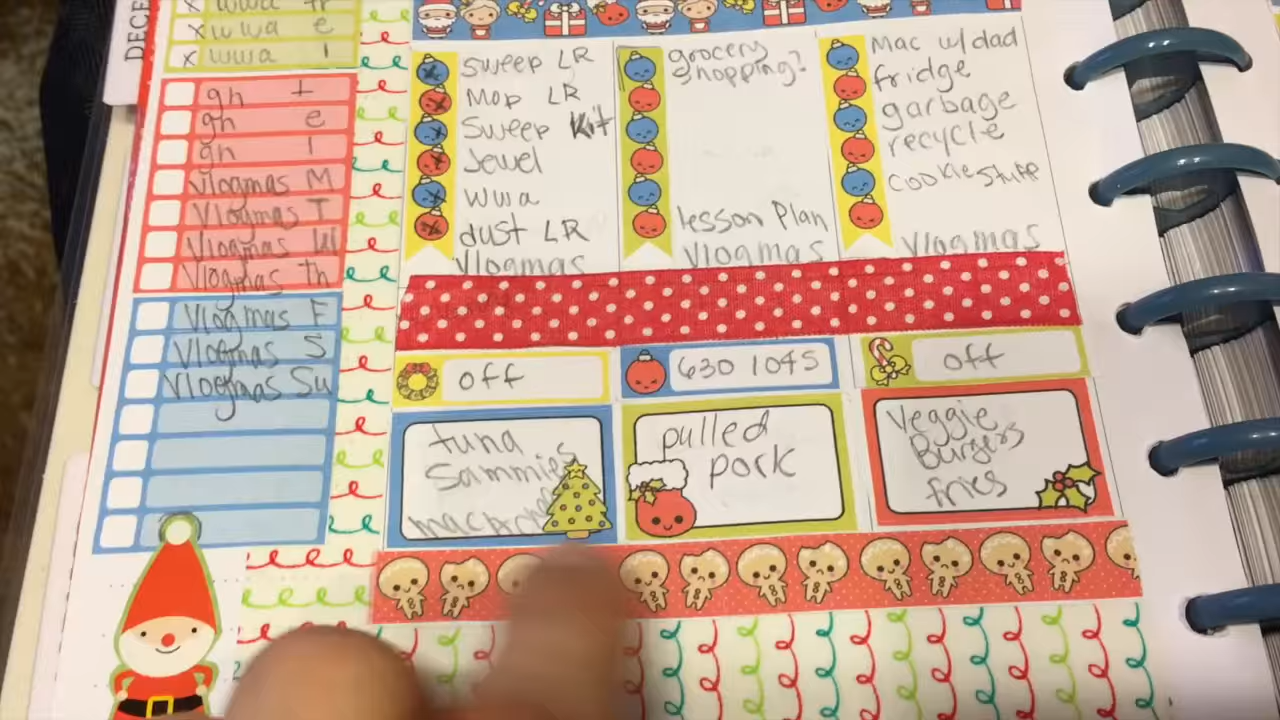 DEC
x wwa
x wwa e
x wwa l
gh t
gh e
gh l
Vlogmas M
Vlogmas T
Vlogmas W
Vlogmas Th
Vlogmas F
Vlogmas S
Vlogmas Su
sweep LR
Mop LR
Sweep Kit
Jewel
wwa
dust LR
Vlogmas
grocery
shopping?
lesson Plan
Vlogmas
Mac w/dad
fridge
garbage
recycle
cookie stuff
Vlogmas
off
630 1045
off
tuna
Sammies
pulled
pork
Veggie
Burgers
fries